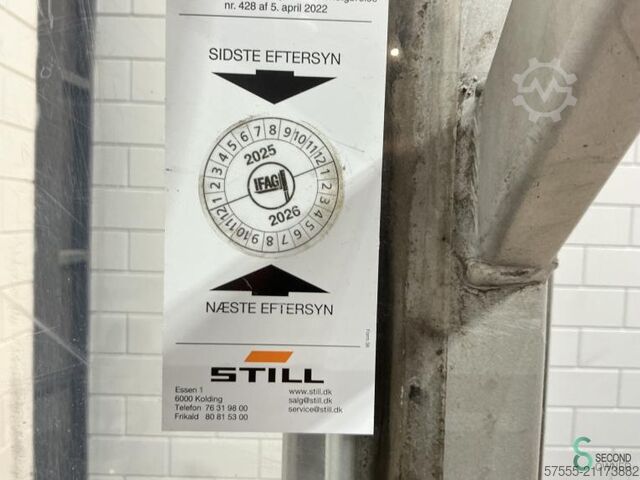 nr. 428 af 5. april 2022
SIDSTE EFTERSYN
1 2 3 4 5 6 7 8 9 10 11 12
2025
IFAG
2026
1 2 3 4 5 6 7 8 9 10 11 12
NÆSTE EFTERSYN
STILL
Essen 1
6000 Kolding
Telefon 76 31 98 00
Frikald 80 81 53 00
www.still.dk
salg@still.dk
service@still.dk
SECOND
OWNER
57555-21173882